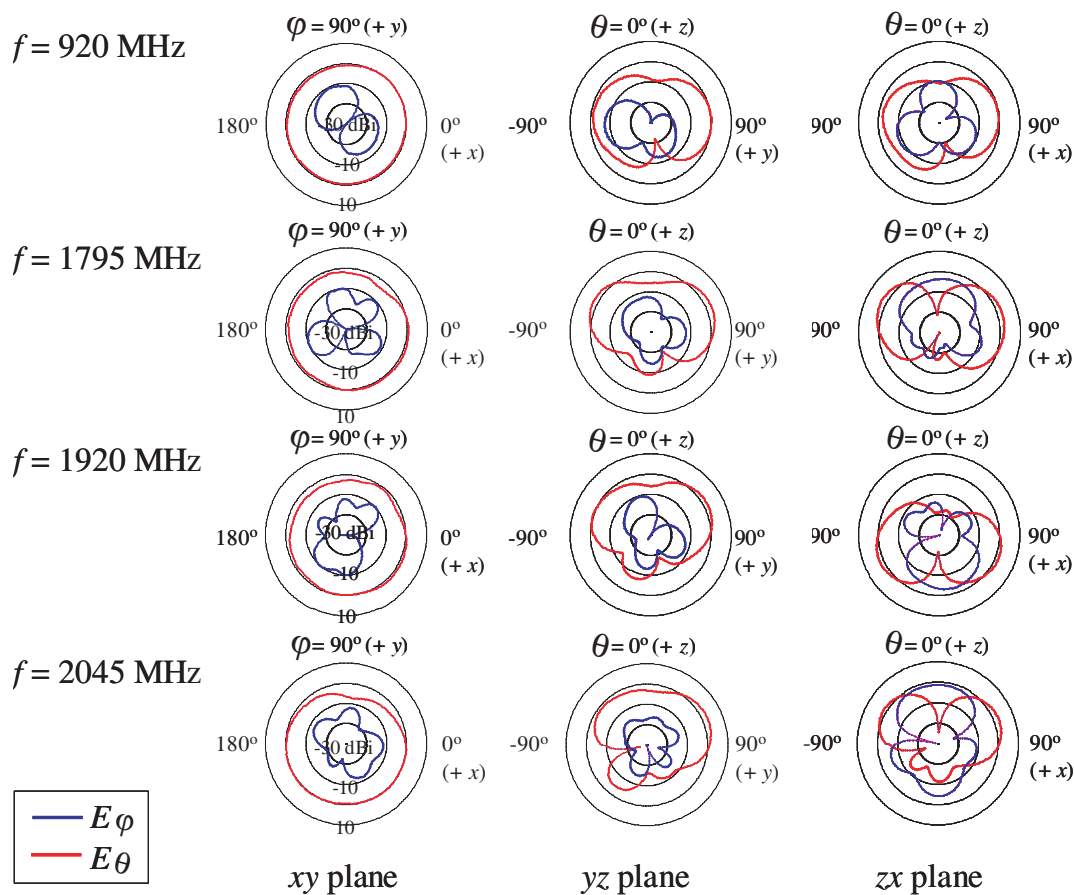 f = 920 MHz
φ = 90º (+ y)
θ = 0º (+ z)
θ = 0º (+ z)
180º
-30 dBi
0º
(+ x)
-10
10
-90º
90º
(+ y)
90º
90º
(+ x)
f = 1795 MHz
φ = 90º (+ y)
θ = 0º (+ z)
θ = 0º (+ z)
180º
-30 dBi
0º
(+ x)
-10
10
-90º
90º
(+ y)
90º
90º
(+ x)
f = 1920 MHz
φ = 90º (+ y)
θ = 0º (+ z)
θ = 0º (+ z)
180º
-30 dBi
0º
(+ x)
-10
10
-90º
90º
(+ y)
90º
90º
(+ x)
f = 2045 MHz
φ = 90º (+ y)
θ = 0º (+ z)
θ = 0º (+ z)
180º
-30 dBi
0º
(+ x)
-10
10
-90º
90º
(+ y)
-90º
90º
(+ x)
E φ
E θ
xy plane
yz plane
zx plane